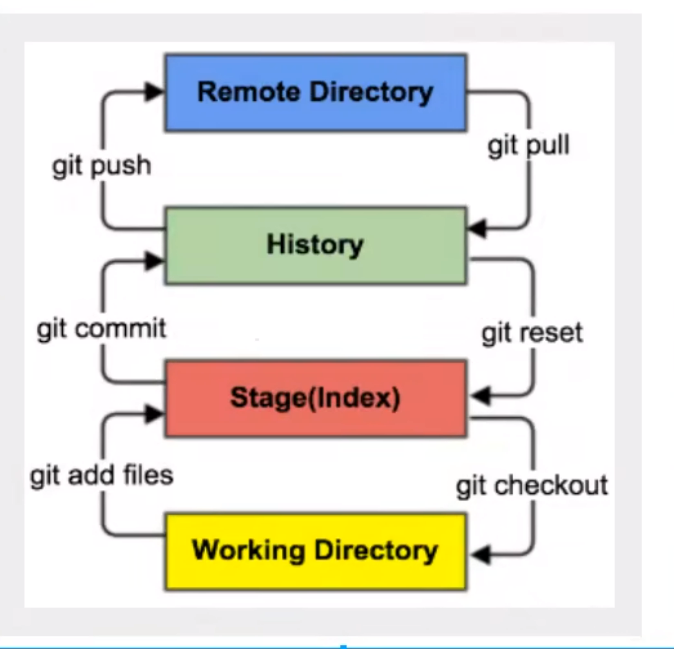 Remote Directory
git pull
git push
History
git commit
git reset
Stage(Index)
git add files
git checkout
Working Directory